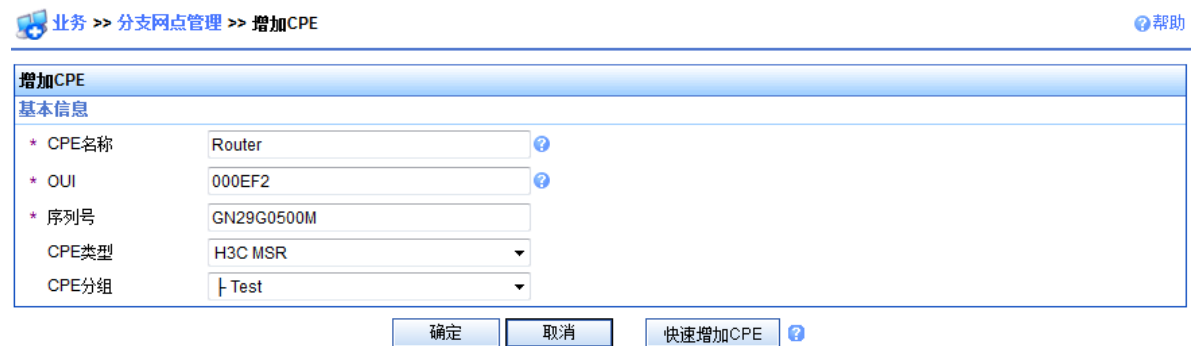 业务 >> 分支网点管理 >> 增加CPE 帮助
增加CPE
基本信息
* CPE名称 Router
* OUI 000EF2
* 序列号 GN29G0500M
CPE类型 H3C MSR
CPE分组 ├ Test
确定 取消 快速增加CPE